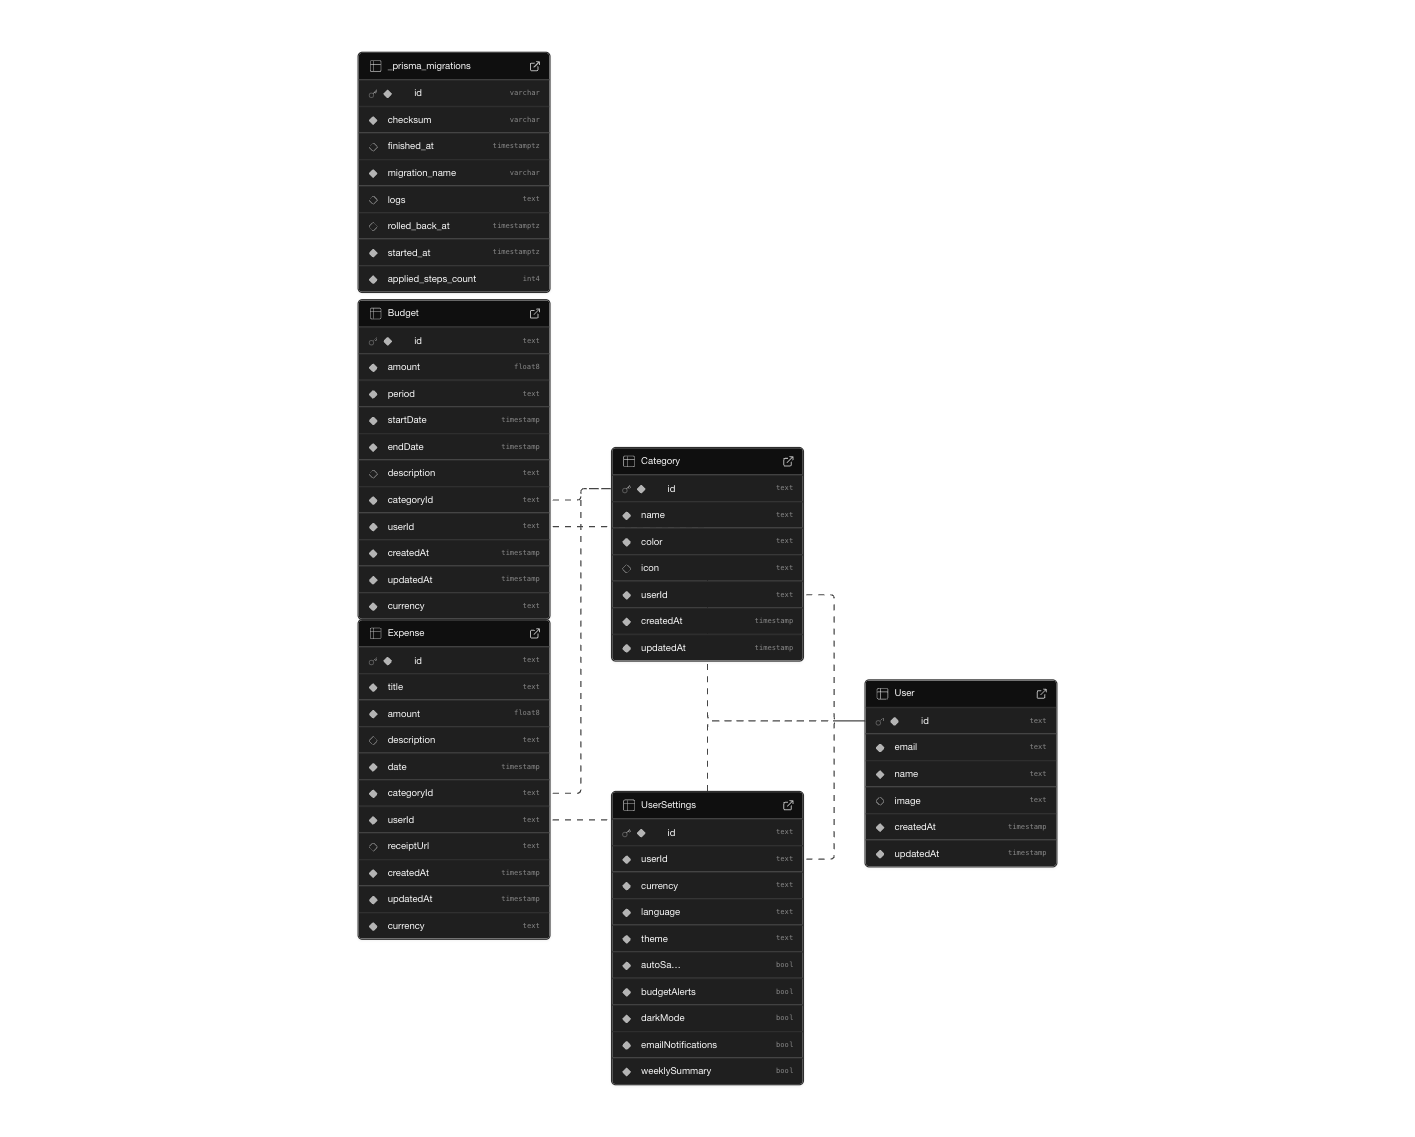 _prisma_migrations
id varchar
checksum varchar
finished_at timestamptz
migration_name varchar
logs text
rolled_back_at timestamptz
started_at timestamptz
applied_steps_count int4
Budget
id text
amount float8
period text
startDate timestamp
endDate timestamp
description text
categoryId text
userId text
createdAt timestamp
updatedAt timestamp
currency text
Expense
id text
title text
amount float8
description text
date timestamp
categoryId text
userId text
receiptUrl text
createdAt timestamp
updatedAt timestamp
currency text
Category
id text
name text
color text
icon text
userId text
createdAt timestamp
updatedAt timestamp
UserSettings
id text
userId text
currency text
language text
theme text
autoSa... bool
budgetAlerts bool
darkMode bool
emailNotifications bool
weeklySummary bool
User
id text
email text
name text
image text
createdAt timestamp
updatedAt timestamp